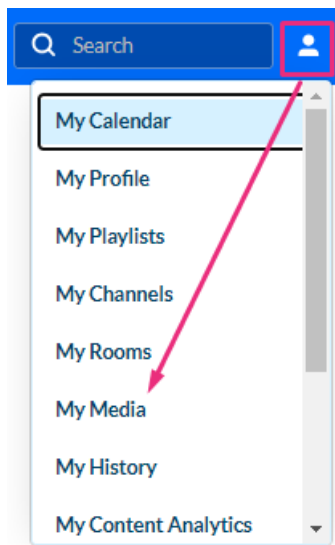 Search
My Calendar
My Profile
My Playlists
My Channels
My Rooms
My Media
My History
My Content Analytics